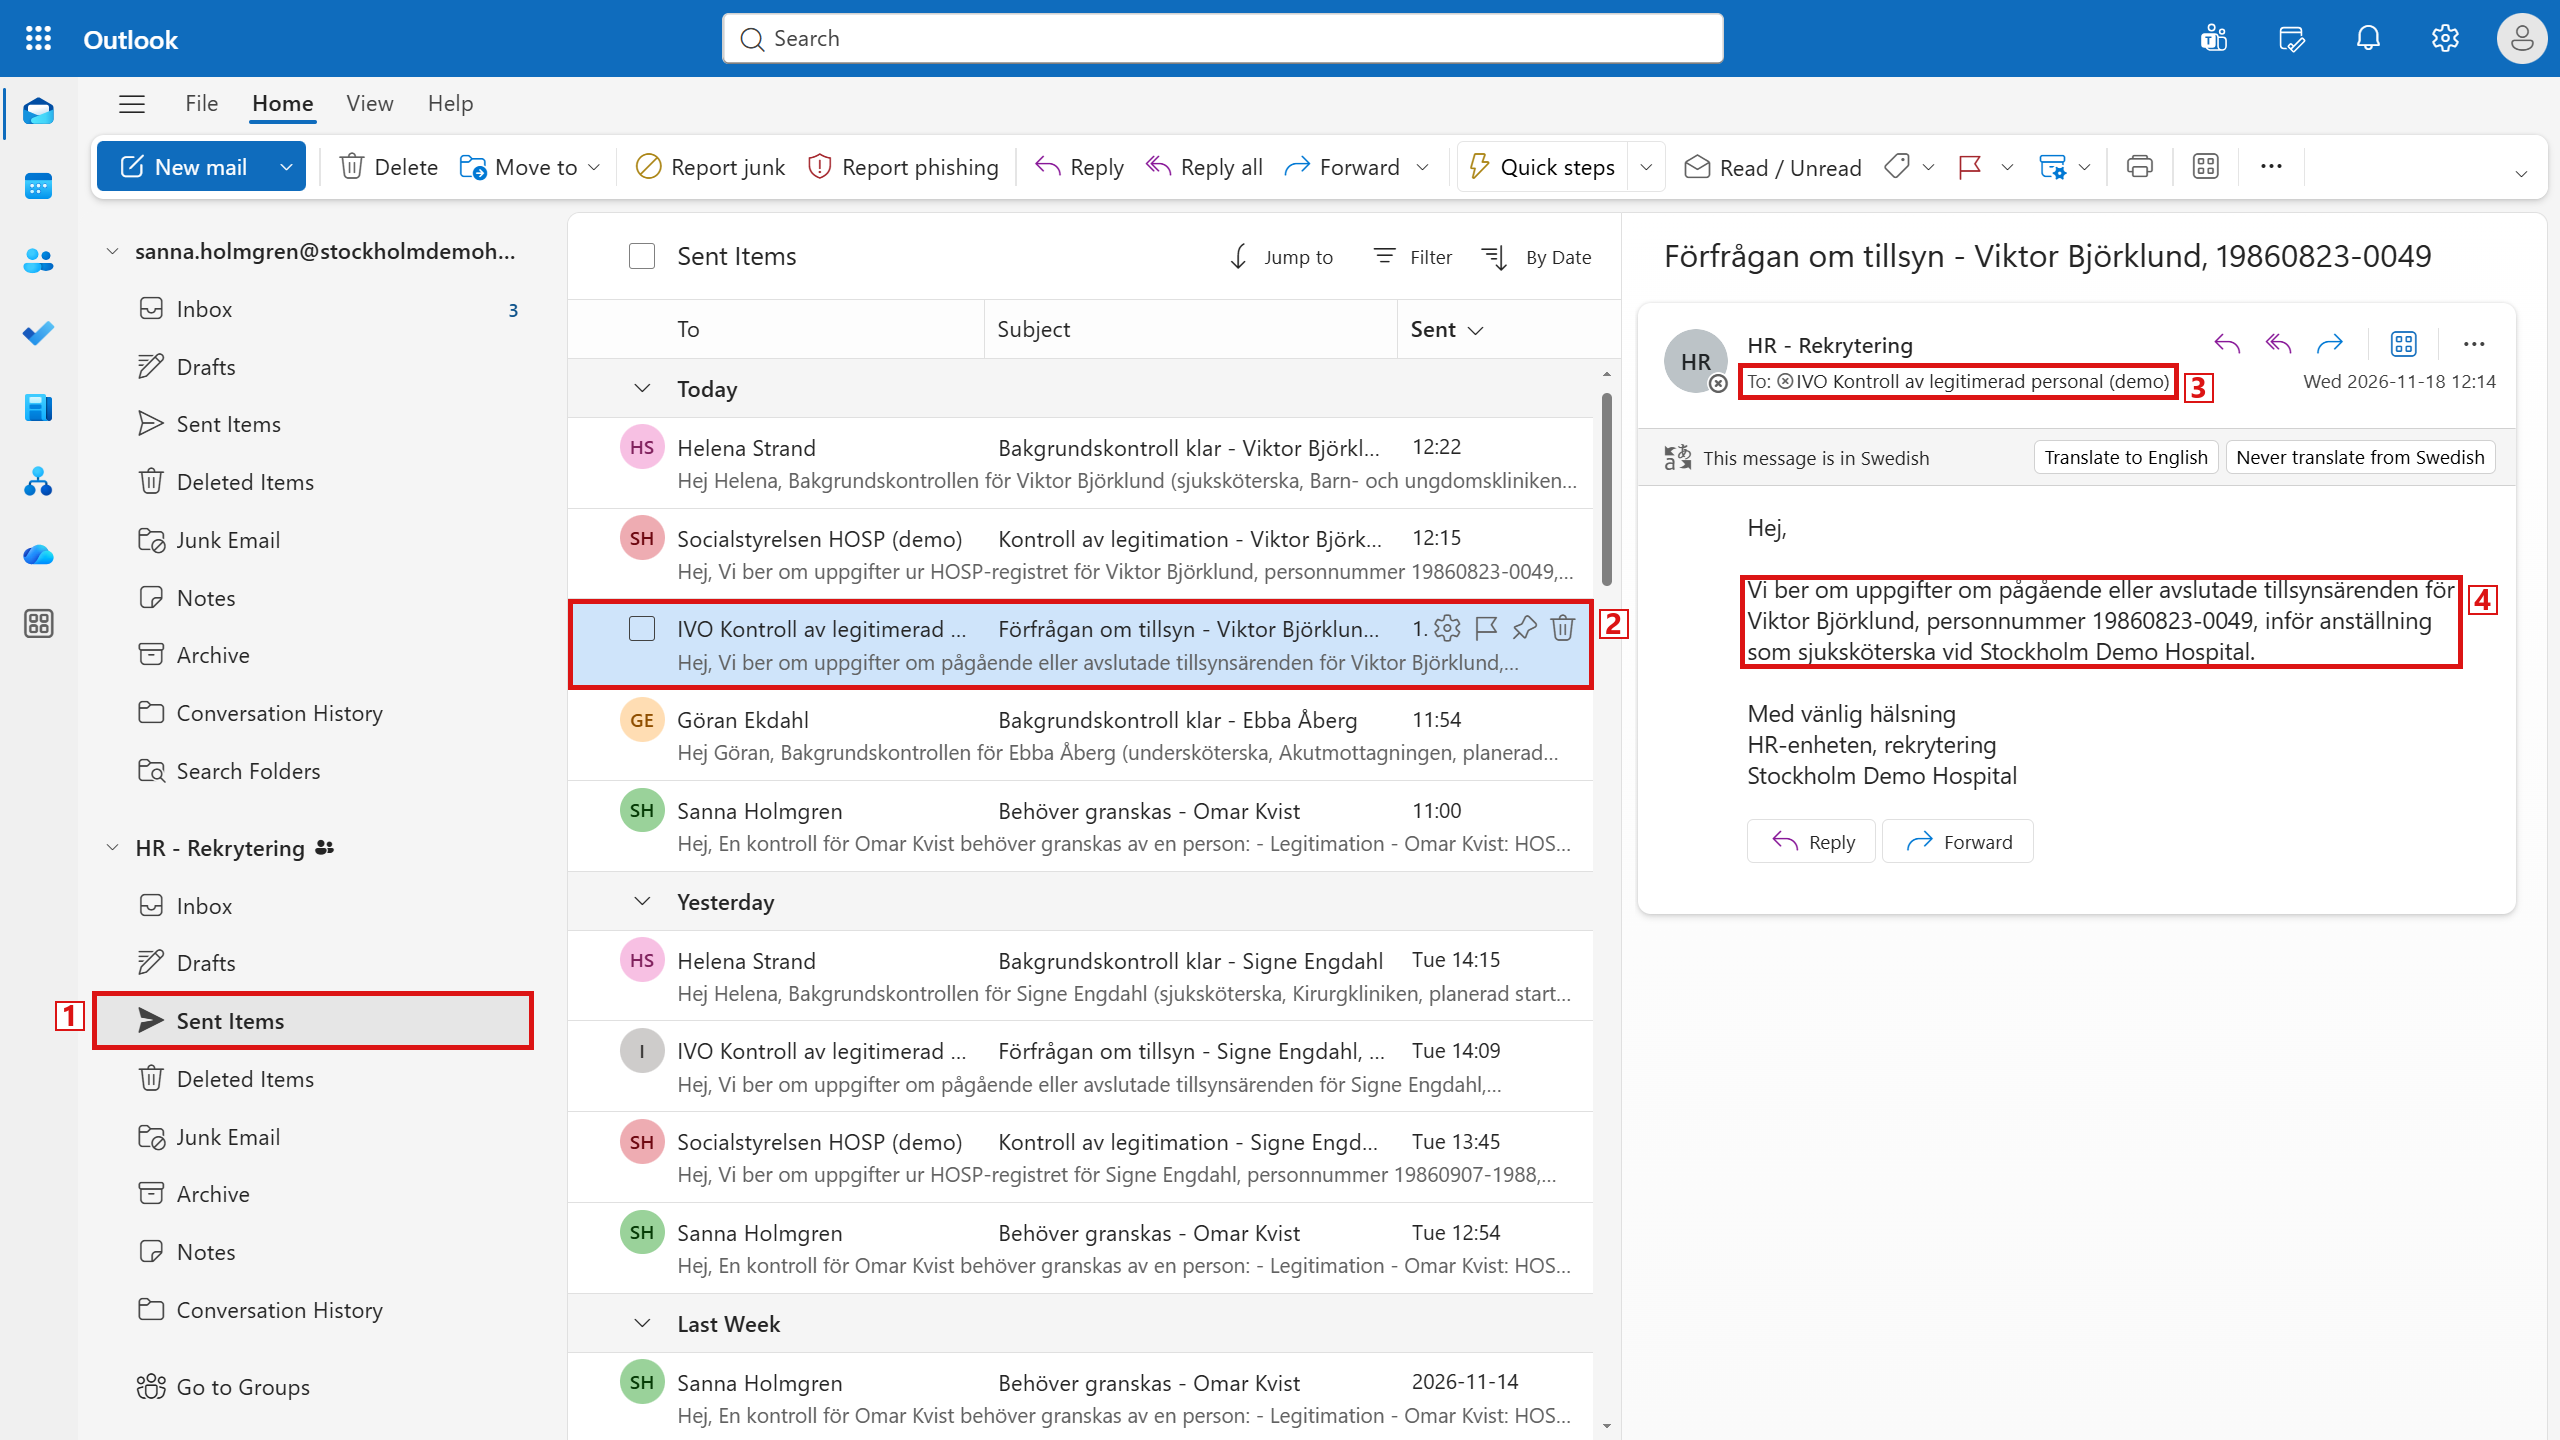 Outlook
Search
File
Home
View
Help
New mail
Delete
Move to
Report junk
Report phishing
Reply
Reply all
Forward
Quick steps
Read / Unread
sanna.holmgren@stockholmdemoh...
Inbox
3
Drafts
Sent Items
Deleted Items
Junk Email
Notes
Archive
Conversation History
Search Folders
HR - Rekrytering
Inbox
Drafts
1
Sent Items
Deleted Items
Junk Email
Archive
Notes
Conversation History
Go to Groups
Sent Items
Jump to
Filter
By Date
To
Subject
Sent
Today
HS
Helena Strand
Bakgrundskontroll klar - Viktor Björkl...
12:22
Hej Helena, Bakgrundskontrollen för Viktor Björklund (sjuksköterska, Barn- och ungdomskliniken...
SH
Socialstyrelsen HOSP (demo)
Kontroll av legitimation - Viktor Björk...
12:15
Hej, Vi ber om uppgifter ur HOSP-registret för Viktor Björklund, personnummer 19860823-0049,...
IVO Kontroll av legitimerad ...
Förfrågan om tillsyn - Viktor Björklun...
1.
2
Hej, Vi ber om uppgifter om pågående eller avslutade tillsynsärenden för Viktor Björklund,...
GE
Göran Ekdahl
Bakgrundskontroll klar - Ebba Åberg
11:54
Hej Göran, Bakgrundskontrollen för Ebba Åberg (undersköterska, Akutmottagningen, planerad...
SH
Sanna Holmgren
Behöver granskas - Omar Kvist
11:00
Hej, En kontroll för Omar Kvist behöver granskas av en person: - Legitimation - Omar Kvist: HOS...
Yesterday
HS
Helena Strand
Bakgrundskontroll klar - Signe Engdahl
Tue 14:15
Hej Helena, Bakgrundskontrollen för Signe Engdahl (sjuksköterska, Kirurgkliniken, planerad start...
I
IVO Kontroll av legitimerad ...
Förfrågan om tillsyn - Signe Engdahl, ...
Tue 14:09
Hej, Vi ber om uppgifter om pågående eller avslutade tillsynsärenden för Signe Engdahl,...
SH
Socialstyrelsen HOSP (demo)
Kontroll av legitimation - Signe Engd...
Tue 13:45
Hej, Vi ber om uppgifter ur HOSP-registret för Signe Engdahl, personnummer 19860907-1988,...
SH
Sanna Holmgren
Behöver granskas - Omar Kvist
Tue 12:54
Hej, En kontroll för Omar Kvist behöver granskas av en person: - Legitimation - Omar Kvist: HOS...
Last Week
SH
Sanna Holmgren
Behöver granskas - Omar Kvist
2026-11-14
Hej, En kontroll för Omar Kvist behöver granskas av en person: - Legitimation - Omar Kvist: HOS...
Förfrågan om tillsyn - Viktor Björklund, 19860823-0049
HR
HR - Rekrytering
To: IVO Kontroll av legitimerad personal (demo)
3
Wed 2026-11-18 12:14
This message is in Swedish
Translate to English
Never translate from Swedish
Hej,
Vi ber om uppgifter om pågående eller avslutade tillsynsärenden för
Viktor Björklund, personnummer 19860823-0049, inför anställning
som sjuksköterska vid Stockholm Demo Hospital.
4
Med vänlig hälsning
HR-enheten, rekrytering
Stockholm Demo Hospital
Reply
Forward